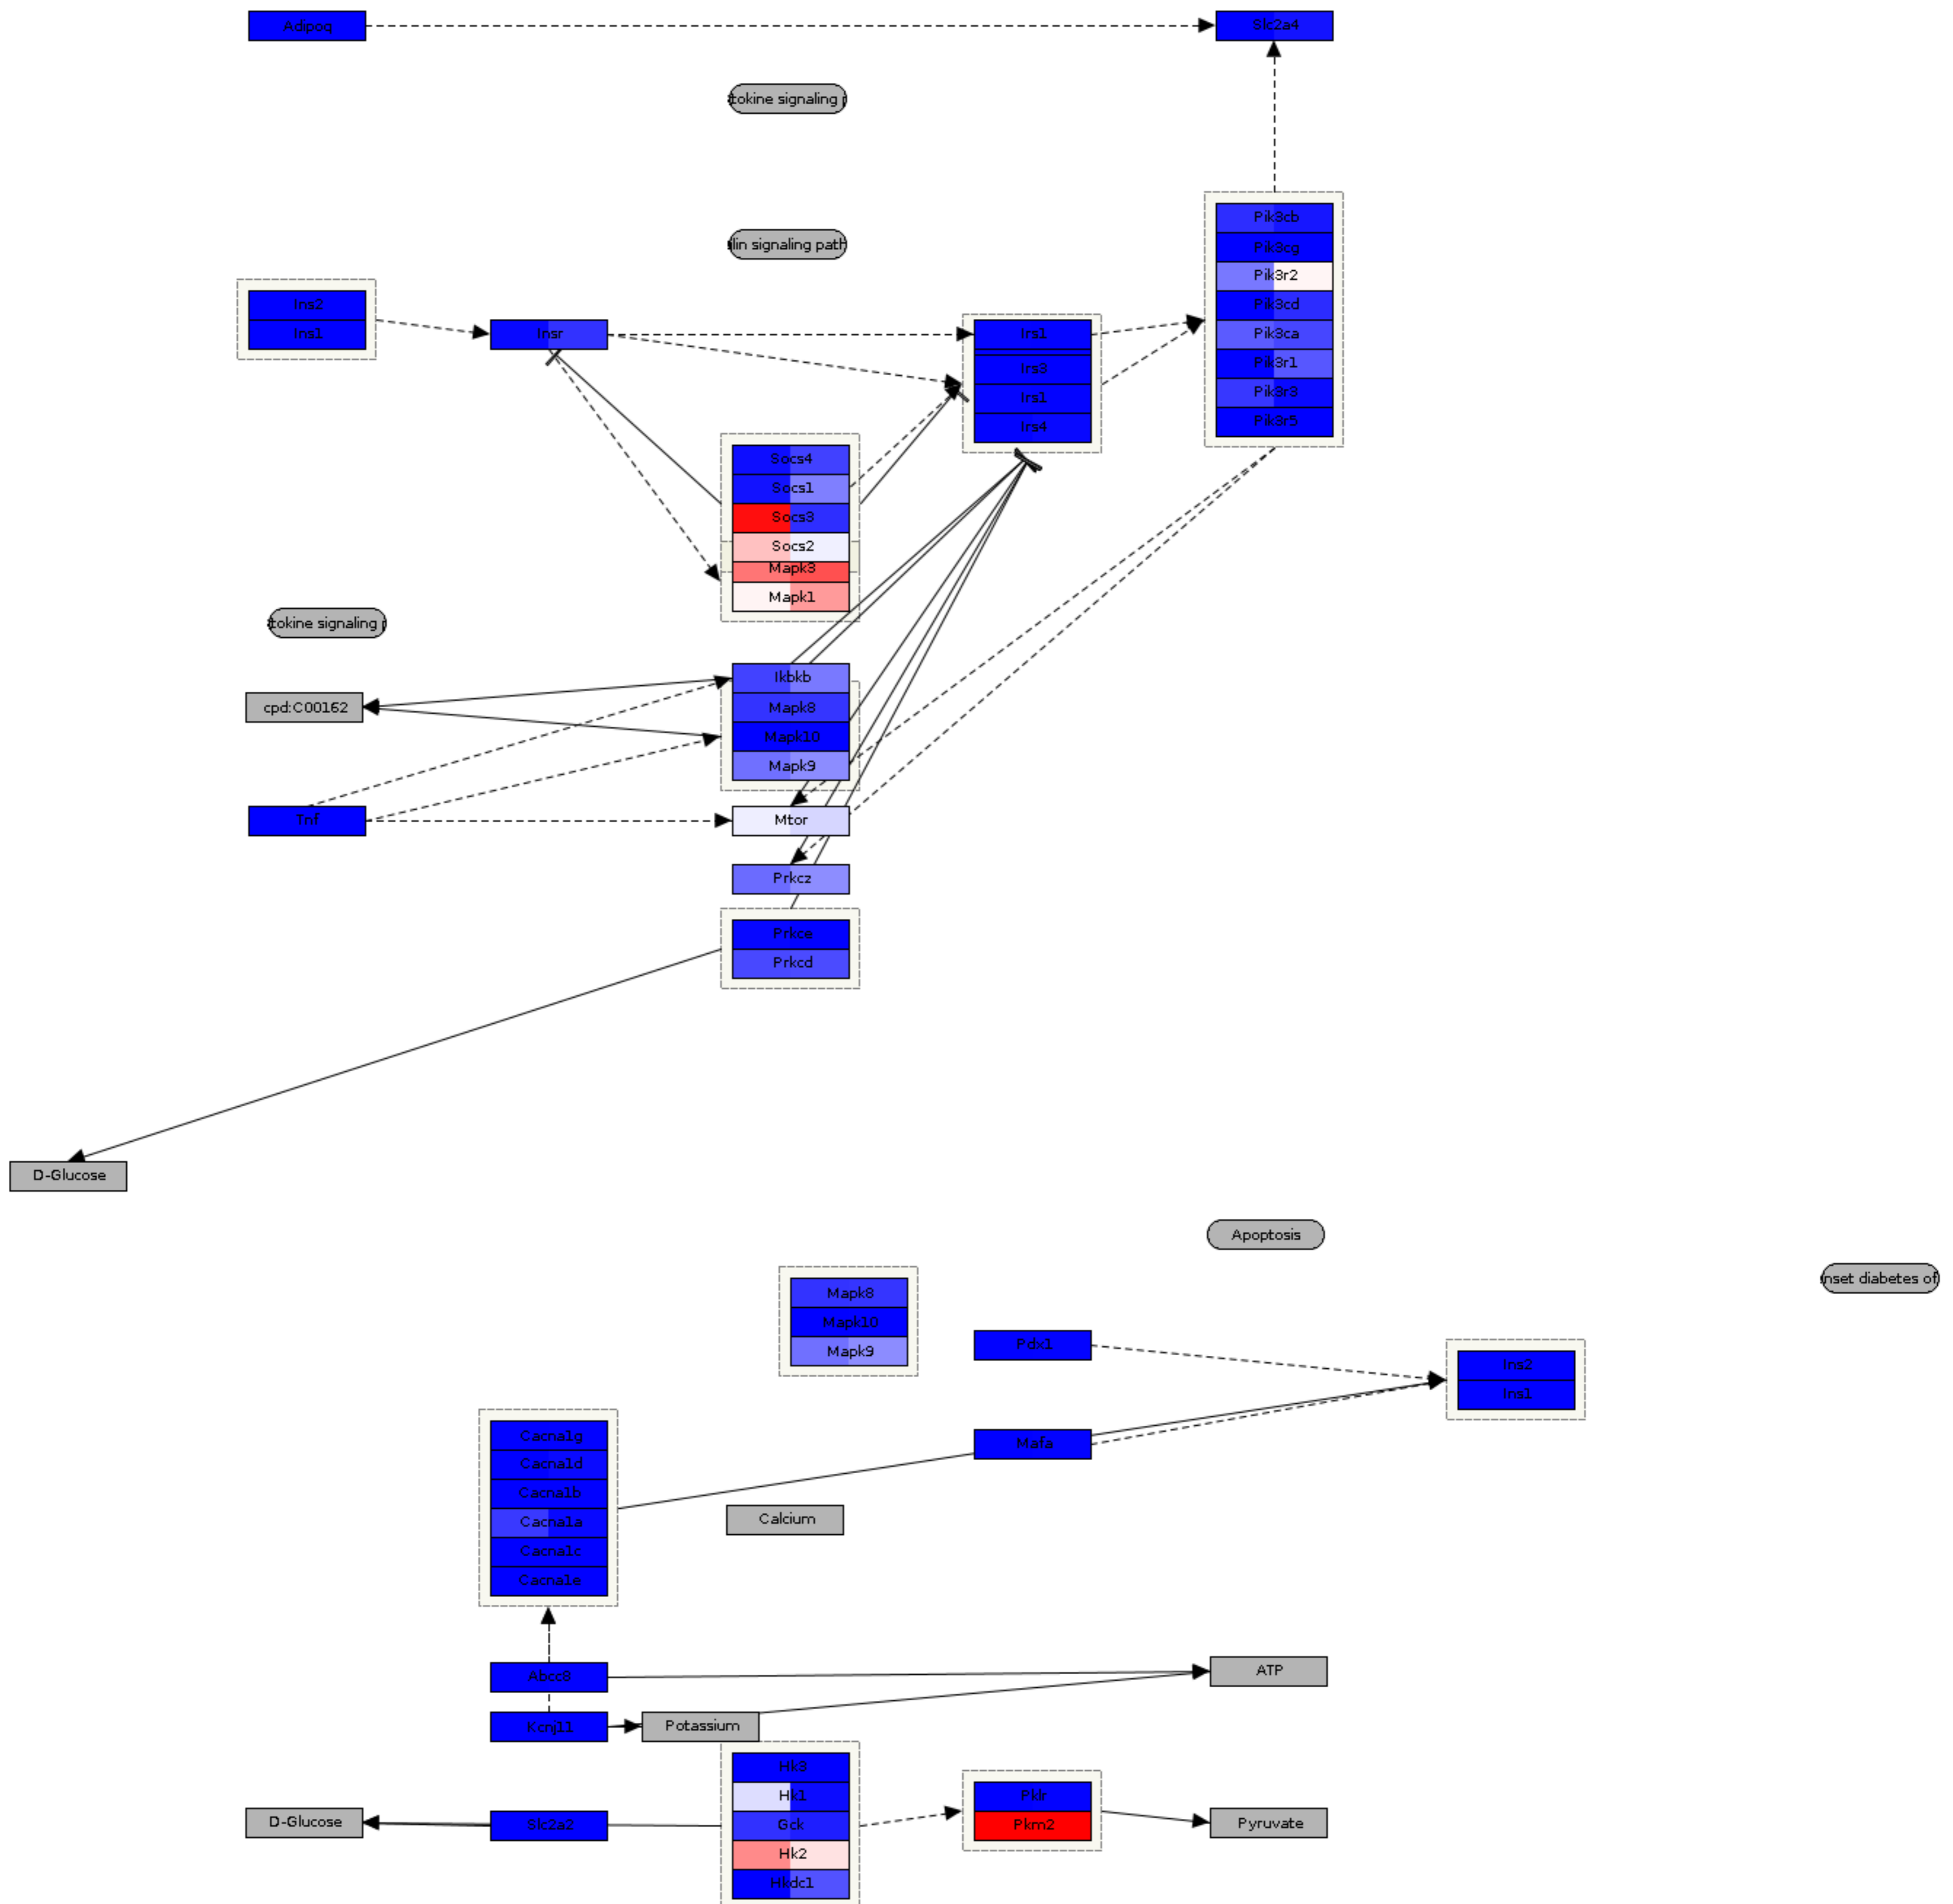 Adipoq
Slc2a4
tokine signaling p
lin signaling path
Pik3cb
Pik3cg
Pik3r2
Pik3cd
Pik3ca
Pik3r1
Pik3r3
Pik3r5
Ins2
Ins1
Insr
Irs1
Irs3
Irs1
Irs4
Socs4
Socs1
Socs3
Socs2
Mapk3
Mapk1
tokine signaling p
Ikbkb
cpd:C00162
Mapk8
Mapk10
Mapk9
Tnf
Mtor
Prkcz
Prkce
Prkcd
D-Glucose
Apoptosis
nset diabetes of
Mapk8
Mapk10
Mapk9
Pdx1
Ins2
Ins1
Mafa
Cacna1g
Cacna1d
Cacna1b
Cacna1a
Cacna1c
Cacna1e
Calcium
Abcc8
ATP
Kcnj11
Potassium
Hk3
Hk1
Gck
Hk2
Hkdc1
D-Glucose
Slc2a2
Pklr
Pkm2
Pyruvate